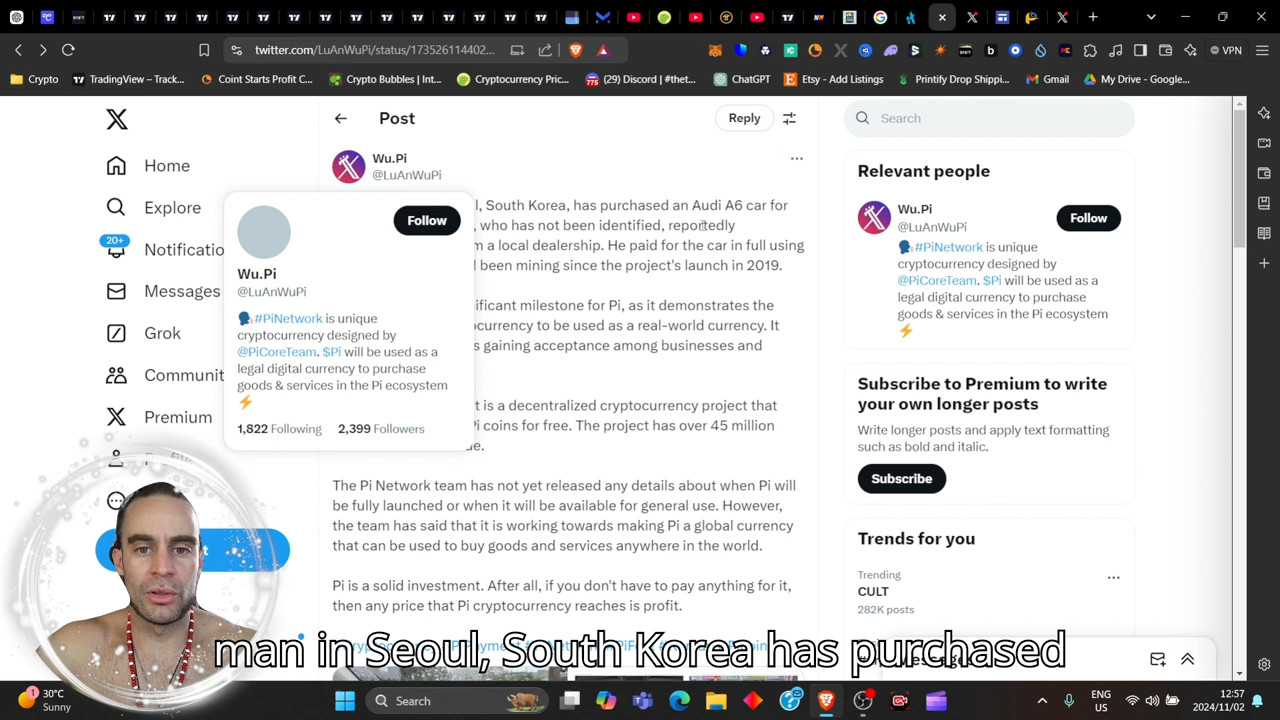 twitter.com/LuAnWuPi/status/173526114402...
VPN
Crypto
TradingView – Track...
Coint Starts Profit C...
Crypto Bubbles | Int...
Cryptocurrency Pric...
(29) Discord | #thet...
ChatGPT
Etsy - Add Listings
Printify Drop Shippi...
Gmail
My Drive - Google...
Home
Explore
20+
Notificatio
Messages
Grok
Communit
Premium
Post
Reply
Wu.Pi
@LuAnWuPi
l, South Korea, has purchased an Audi A6 car for
, who has not been identified, reportedly
m a local dealership. He paid for the car in full using
d been mining since the project's launch in 2019.
nificant milestone for Pi, as it demonstrates the
ocurrency to be used as a real-world currency. It
s gaining acceptance among businesses and
t is a decentralized cryptocurrency project that
Pi coins for free. The project has over 45 million
ue.
The Pi Network team has not yet released any details about when Pi will
be fully launched or when it will be available for general use. However,
the team has said that it is working towards making Pi a global currency
that can be used to buy goods and services anywhere in the world.
Pi is a solid investment. After all, if you don't have to pay anything for it,
then any price that Pi cryptocurrency reaches is profit.
Follow
Wu.Pi
@LuAnWuPi
#PiNetwork is unique
cryptocurrency designed by
@PiCoreTeam. $Pi will be used as a
legal digital currency to purchase
goods & services in the Pi ecosystem
1,822 Following 2,399 Followers
Search
Relevant people
Wu.Pi
@LuAnWuPi
Follow
#PiNetwork is unique
cryptocurrency designed by
@PiCoreTeam. $Pi will be used as a
legal digital currency to purchase
goods & services in the Pi ecosystem
Subscribe to Premium to write
your own longer posts
Write longer posts and apply text formatting
such as bold and italic.
Subscribe
Trends for you
Trending
CULT
282K posts
man in Seoul, South Korea has purchased
30°C
Sunny
Search
ENG
US
12:57
2024/11/02